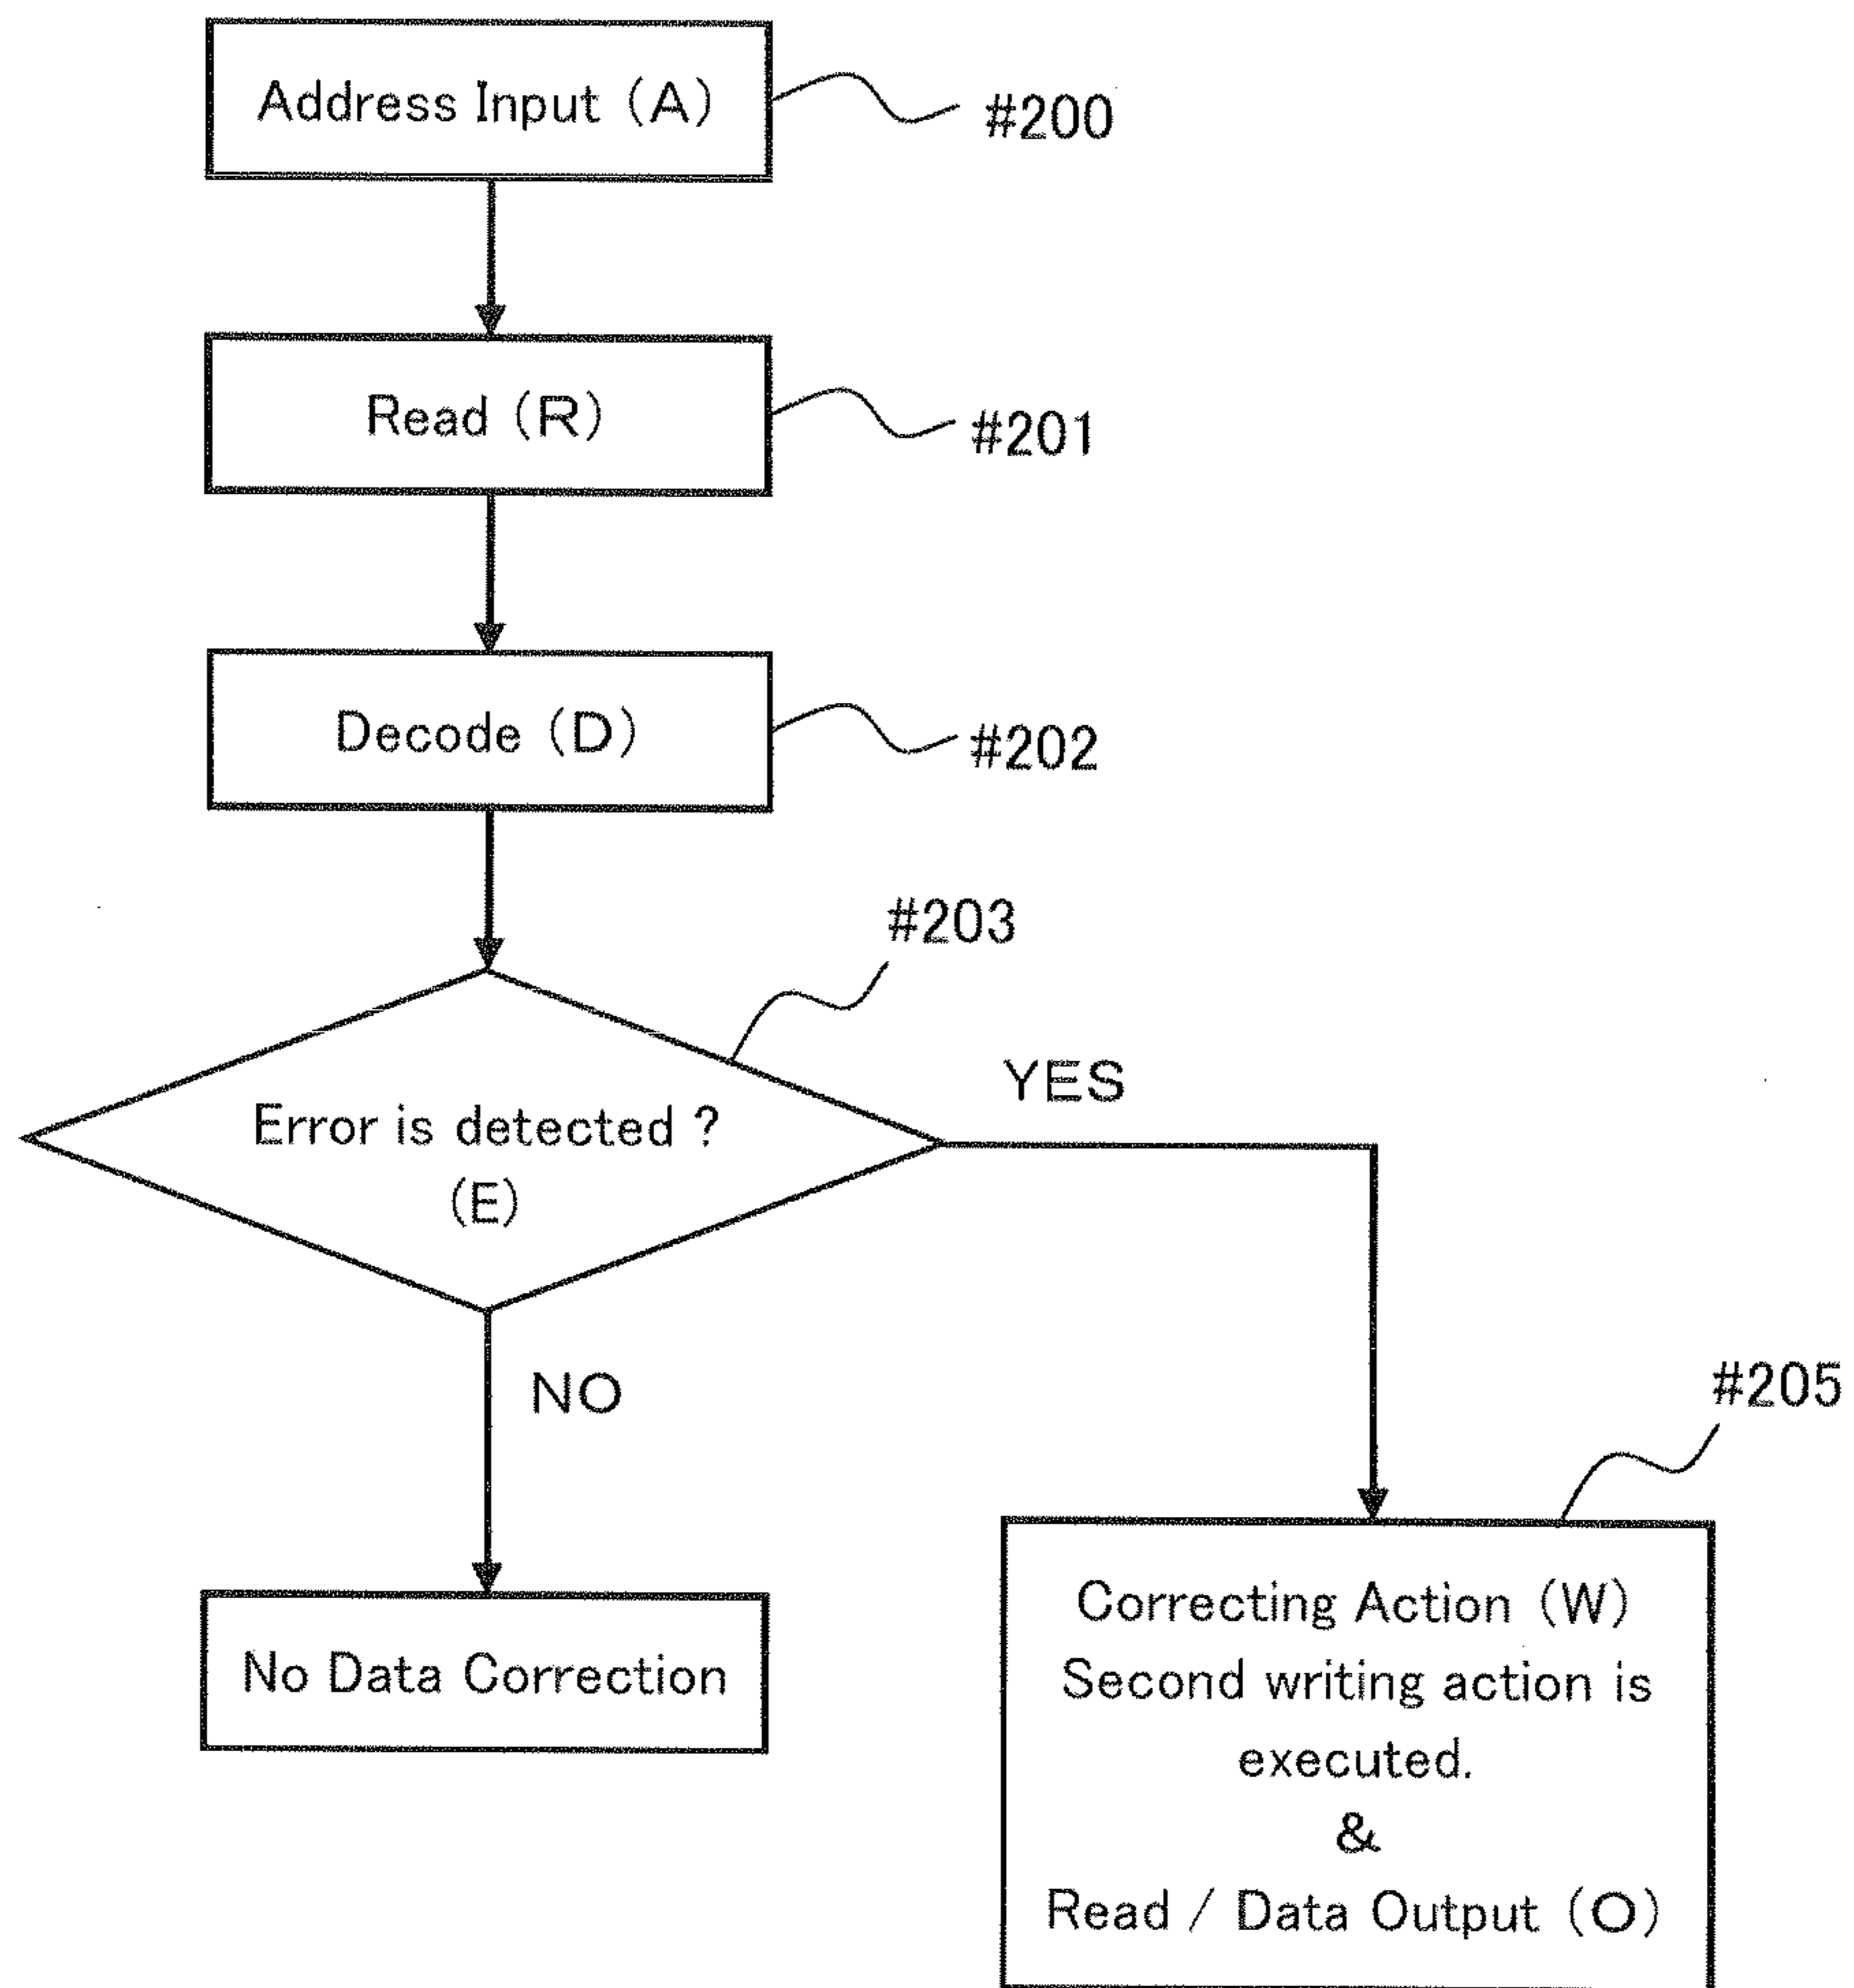 Address Input (A)
#200
Read (R)
#201
Decode (D)
#202
#203
Error is detected ?
(E)
YES
NO
#205
No Data Correction
Correcting Action (W)
Second writing action is
executed.
&
Read / Data Output (O)